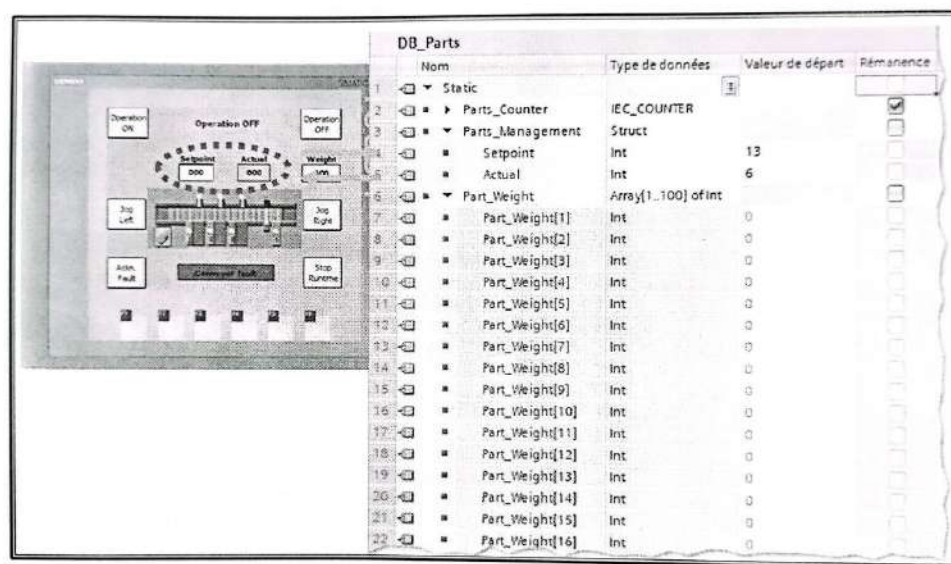 SIEMENS
SIMATIC
Operation ON
Operation OFF
Operation OFF
Setpoint Actual Weight
000 000
Jog Left
Jog Right
Ackn. Fault
Conveyor Fault
Stop Runtime
DB_Parts
Nom Type de données Valeur de départ Rémanence
1 Static
2 Parts_Counter IEC_COUNTER
3 Parts_Management Struct
4 Setpoint Int 13
5 Actual Int 6
6 Part_Weight Array[1..100] of Int
7 Part_Weight[1] Int 0
8 Part_Weight[2] Int 0
9 Part_Weight[3] Int 0
10 Part_Weight[4] Int 0
11 Part_Weight[5] Int 0
12 Part_Weight[6] Int 0
13 Part_Weight[7] Int 0
14 Part_Weight[8] Int 0
15 Part_Weight[9] Int 0
16 Part_Weight[10] Int 0
17 Part_Weight[11] Int 0
18 Part_Weight[12] Int 0
19 Part_Weight[13] Int 0
20 Part_Weight[14] Int 0
21 Part_Weight[15] Int 0
22 Part_Weight[16] Int 0